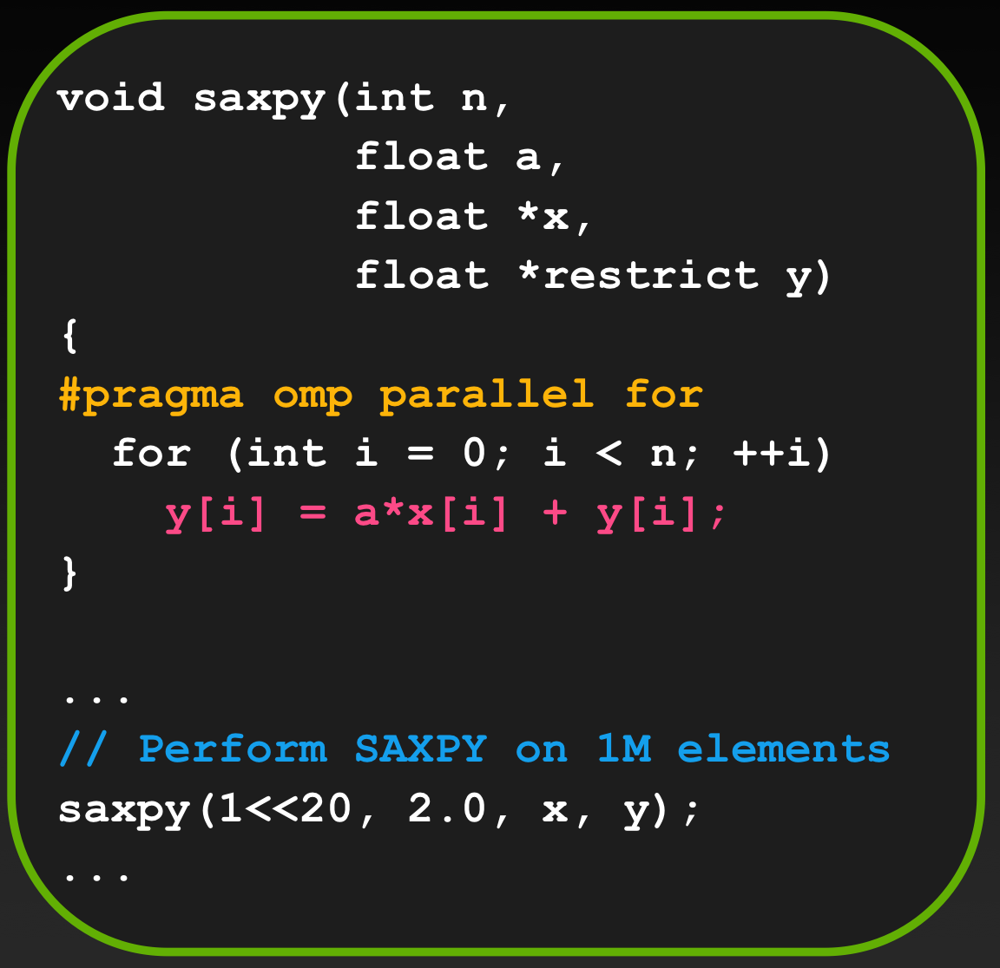 void saxpy(int n,
           float a,
           float *x,
           float *restrict y)
{
#pragma omp parallel for
  for (int i = 0; i < n; ++i)
    y[i] = a*x[i] + y[i];
}
...
// Perform SAXPY on 1M elements
saxpy(1<<20, 2.0, x, y);
...